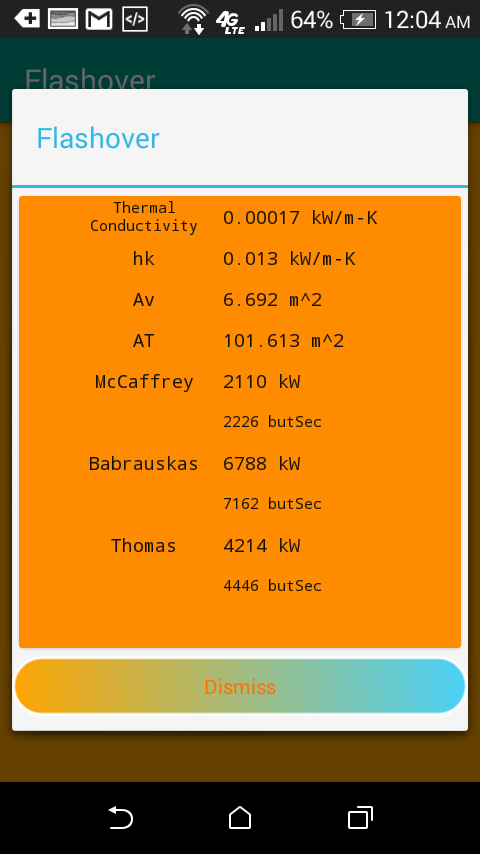 4G LTE 64% 12:04 AM
Flashover
Flashover
Thermal
Conductivity 0.00017 kW/m-K
hk 0.013 kW/m-K
Av 6.692 m^2
AT 101.613 m^2
McCaffrey 2110 kW
2226 butSec
Babrauskas 6788 kW
7162 butSec
Thomas 4214 kW
4446 butSec
Dismiss